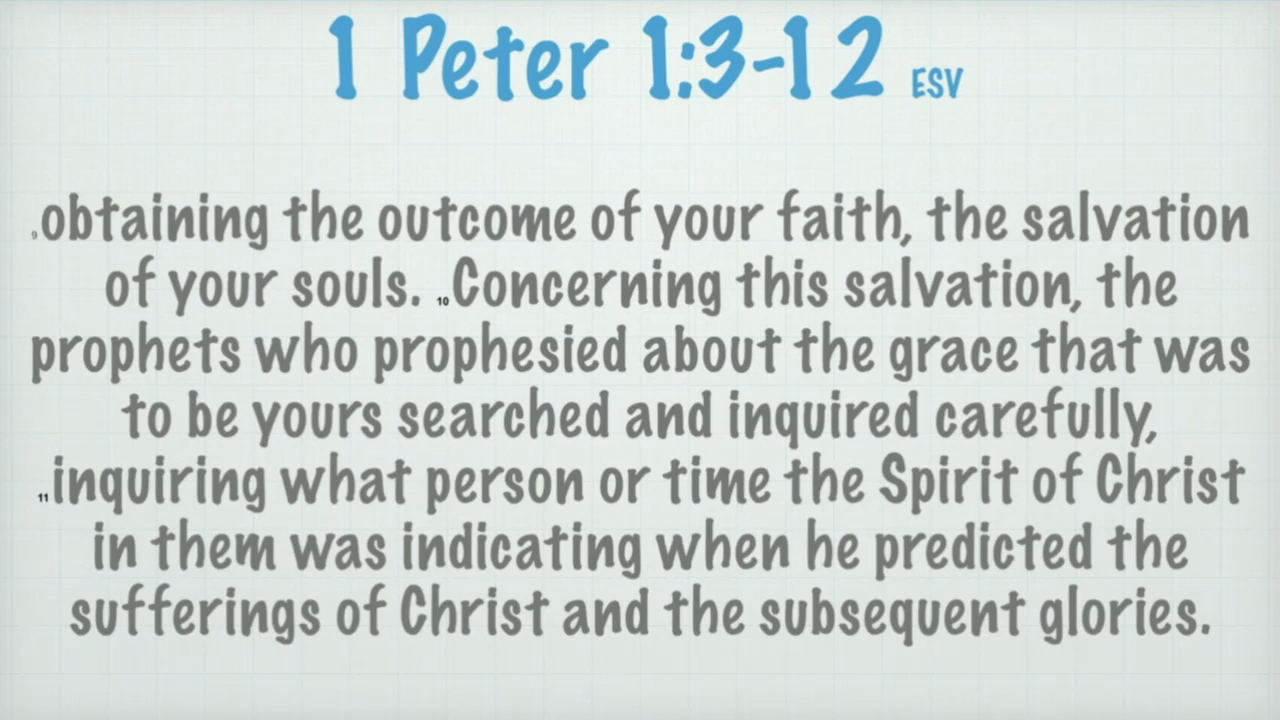 1 Peter 1:3-12 ESV
9obtaining the outcome of your faith, the salvation
of your souls. 10Concerning this salvation, the
prophets who prophesied about the grace that was
to be yours searched and inquired carefully,
11inquiring what person or time the Spirit of Christ
in them was indicating when he predicted the
sufferings of Christ and the subsequent glories.